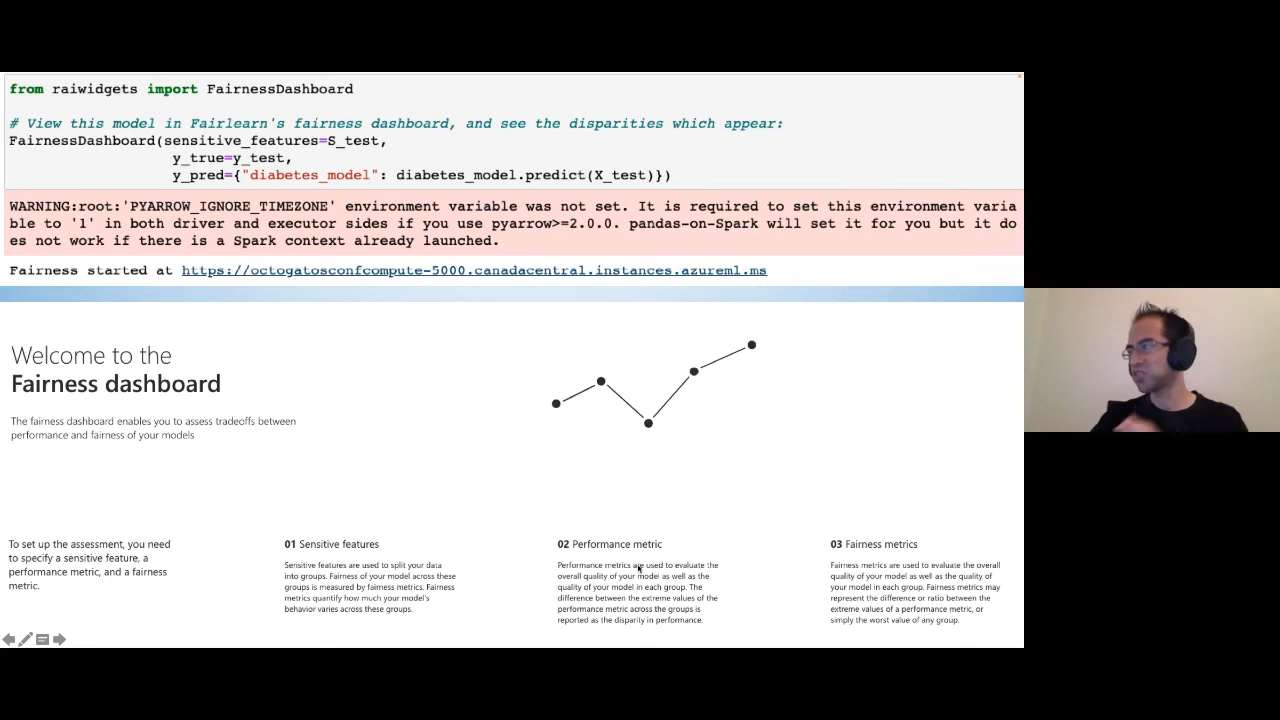 from raiwidgets import FairnessDashboard
# View this model in Fairlearn's fairness dashboard, and see the disparities which appear:
FairnessDashboard(sensitive_features=S_test,
y_true=y_test,
y_pred={"diabetes_model": diabetes_model.predict(X_test)})
WARNING:root:'PYARROW_IGNORE_TIMEZONE' environment variable was not set. It is required to set this environment varia
ble to '1' in both driver and executor sides if you use pyarrow>=2.0.0. pandas-on-Spark will set it for you but it do
es not work if there is a Spark context already launched.
Fairness started at https://octogatosconfcompute-5000.canadacentral.instances.azureml.ms
Welcome to the
Fairness dashboard
The fairness dashboard enables you to assess tradeoffs between
performance and fairness of your models
To set up the assessment, you need
to specify a sensitive feature, a
performance metric, and a fairness
metric.
01 Sensitive features
Sensitive features are used to split your data
into groups. Fairness of your model across these
groups is measured by fairness metrics. Fairness
metrics quantify how much your model's
behavior varies across these groups.
02 Performance metric
Performance metrics are used to evaluate the
overall quality of your model as well as the
quality of your model in each group. The
difference between the extreme values of the
performance metric across the groups is
reported as the disparity in performance.
03 Fairness metrics
Fairness metrics are used to evaluate the overall
quality of your model as well as the quality of
your model in each group. Fairness metrics may
represent the difference or ratio between the
extreme values of a performance metric, or
simply the worst value of any group.